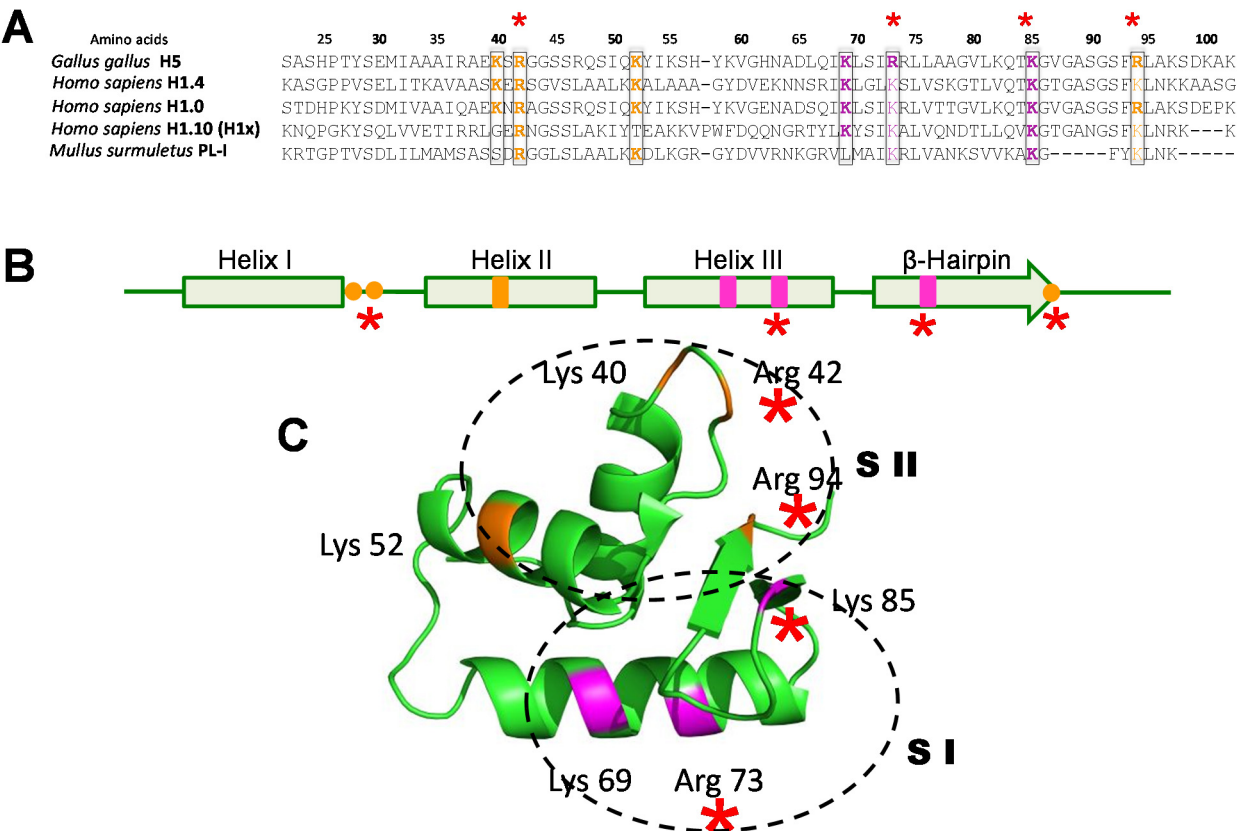 * * * *
A
Amino acids 25 30 35 40 45 50 55 60 65 70 75 80 85 90 95 100
Gallus gallus H5 SASHPTYSEMIAAAIRAEKSRGGSSRQSIQKYIKSH-YKVGHNADLQIKLSIRRLLAAGVLKQTKGVGASGSFRLAKSDKAK
Homo sapiens H1.4 KASGPPVSELITKAVAASKERSGVSLAALKKALAAA-GYDVEKNNSRIKLGLKSLVSKGTLVQTKGTGASGSFKLNKKAASG
Homo sapiens H1.0 STDHPKYSDMIVAAIQAEKNRAGSSRQSIQKYIKSH-YKVGENADSQIKLSIKRLVTTGVLKQTKGVGASGSFRLAKSDEPK
Homo sapiens H1.10 (H1x) KNQPGKYSQLVVETIRRLGERNGSSLAKIYTEAKKVPWFDQQNGRTYLKYSIKALVQNDTLLQVKGTGANGSFKLNRK---K
Mullus surmuletus PL-I KRTGPTVSDLILMAMSASSDRGGLSLAALKKDLKGR-GYDVVRNKGRVLMAIKRLVANKSVVKAKG-----FYKLNK-----
B
Helix I Helix II Helix III β-Hairpin
* * * *
C
Lys 40 Arg 42
*
S II
Arg 94
*
Lys 52
Lys 85
*
S I
Lys 69 Arg 73
*